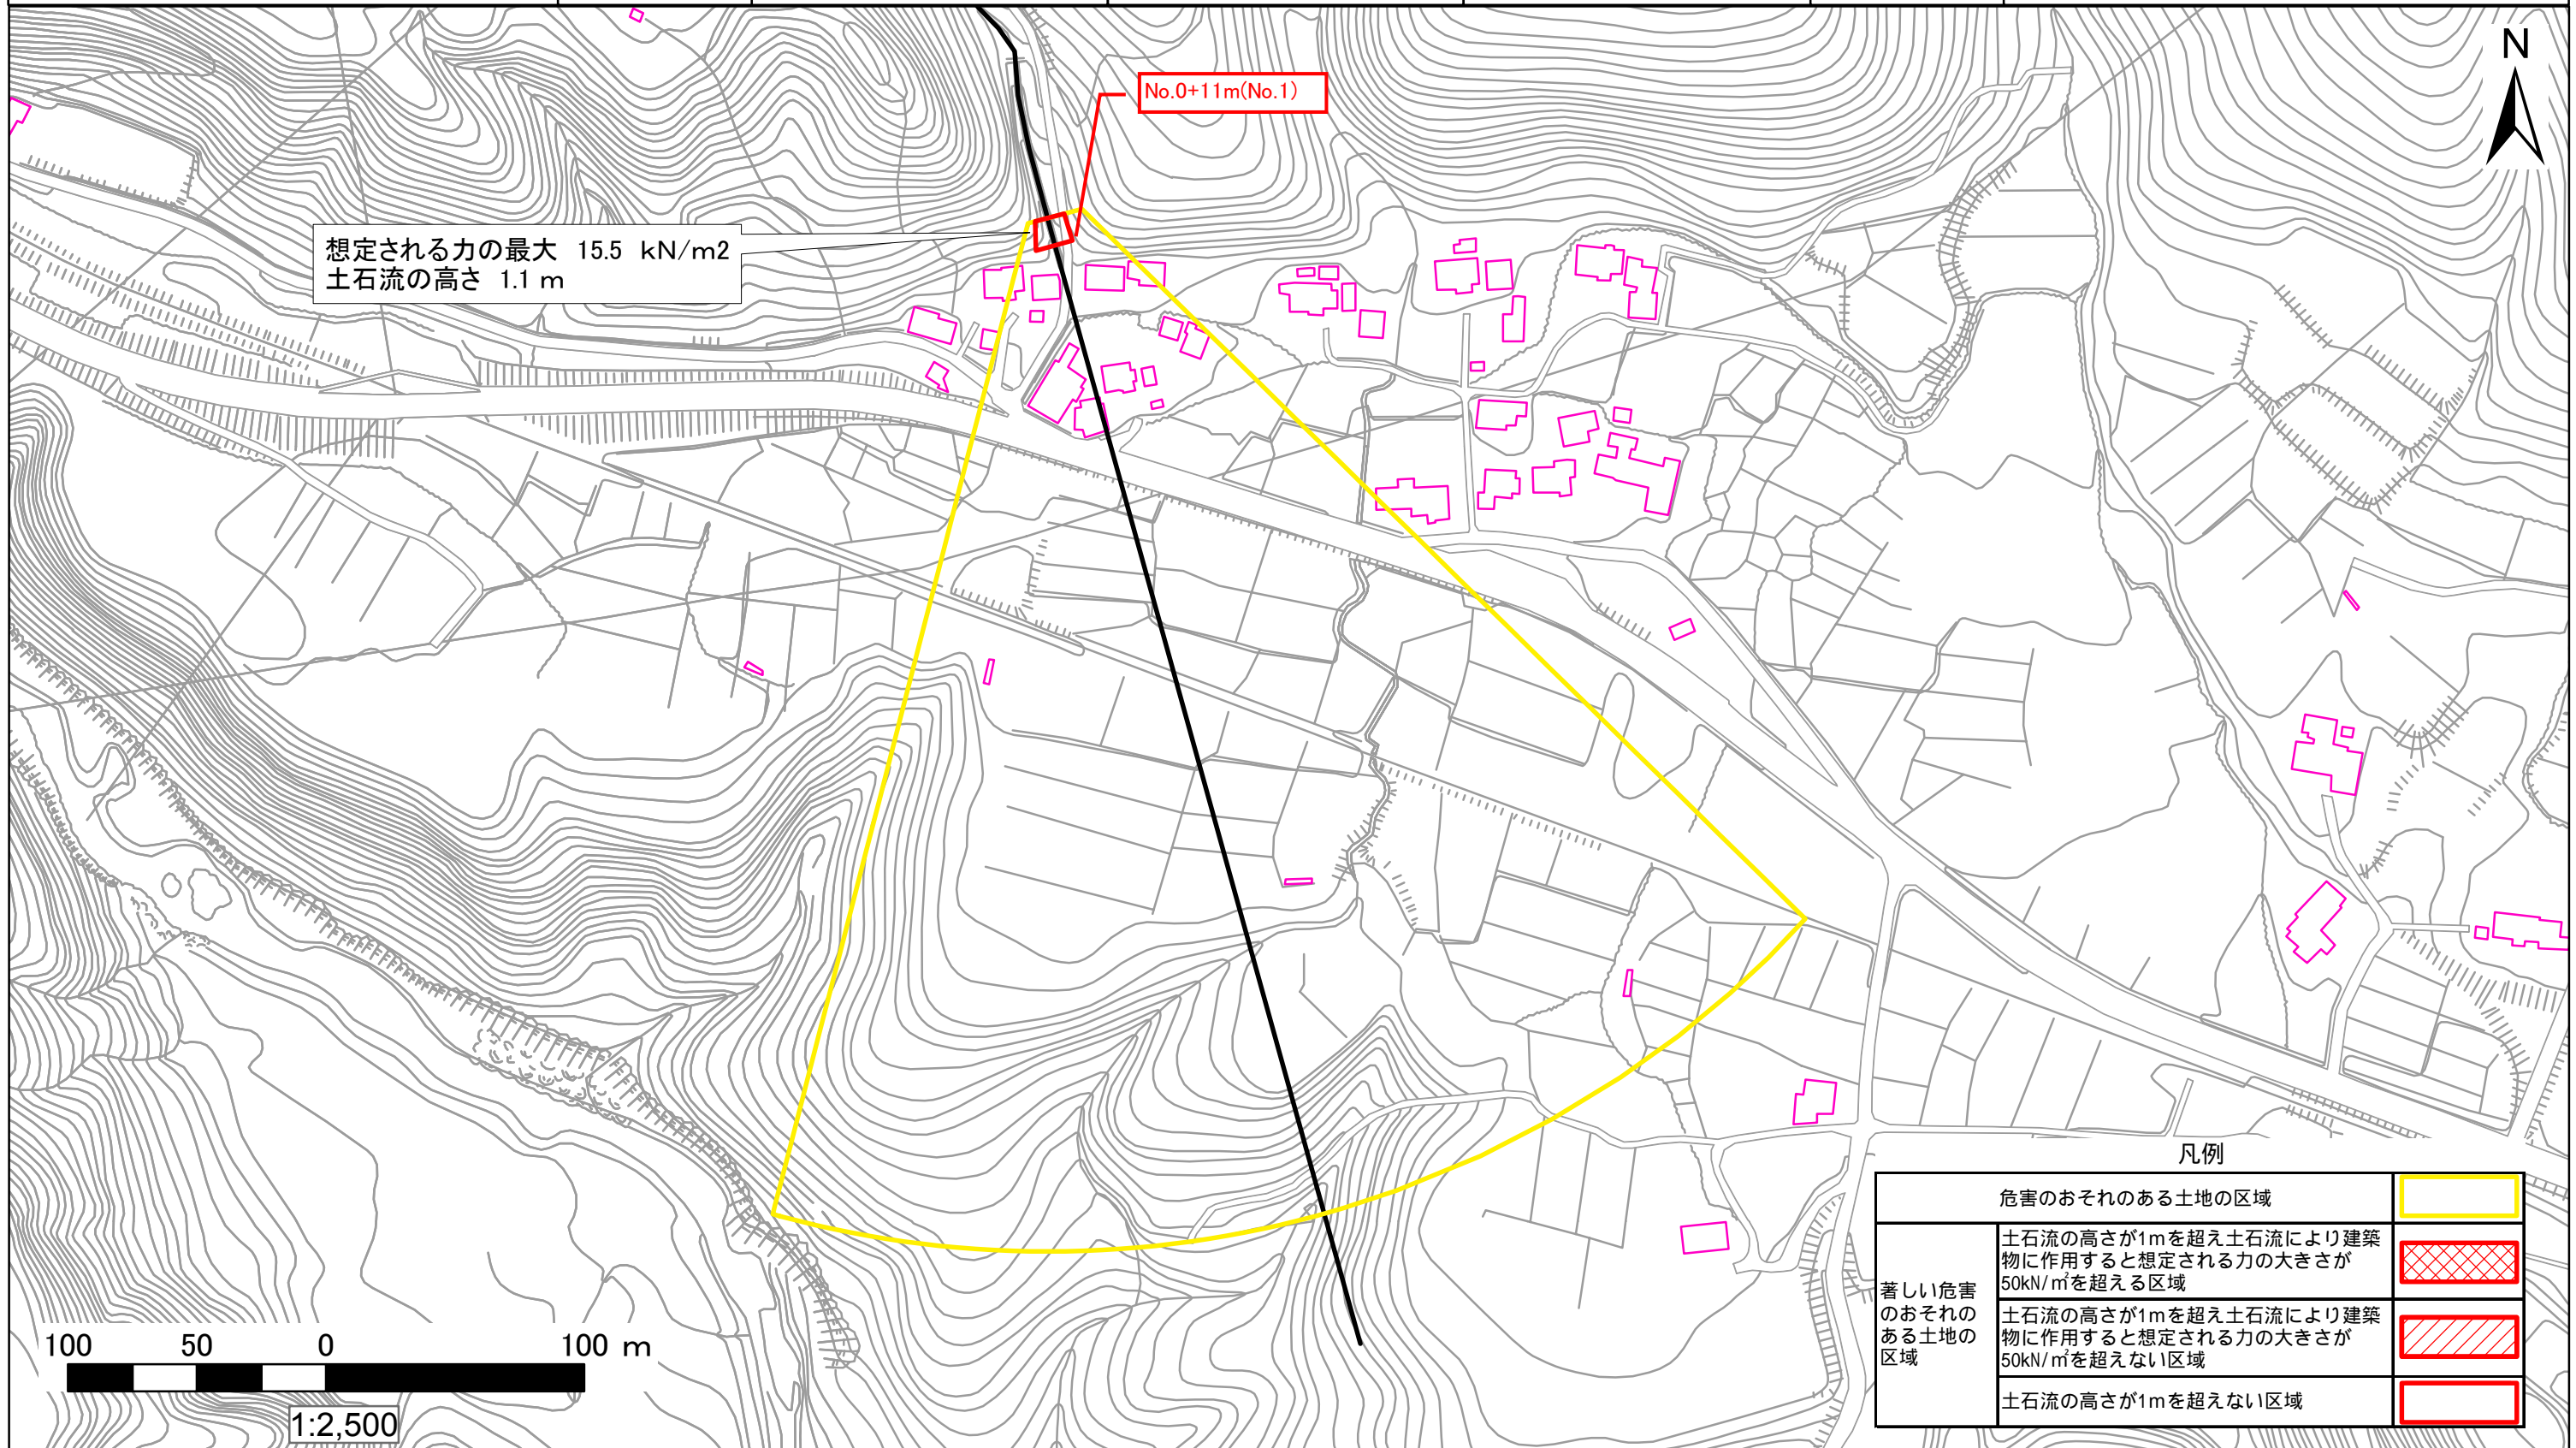 N
No.0+11m(No.1)
想定される力の最大 15.5 kN/m2
土石流の高さ 1.1 m
凡例
危害のおそれのある土地の区域
著しい危害
のおそれの
ある土地の
区域
土石流の高さが1mを超え土石流により建築
物に作用すると想定される力の大きさが
50kN/㎡を超える区域
土石流の高さが1mを超え土石流により建築
物に作用すると想定される力の大きさが
50kN/㎡を超えない区域
土石流の高さが1mを超えない区域
100 50 0 100 m
1:2,500